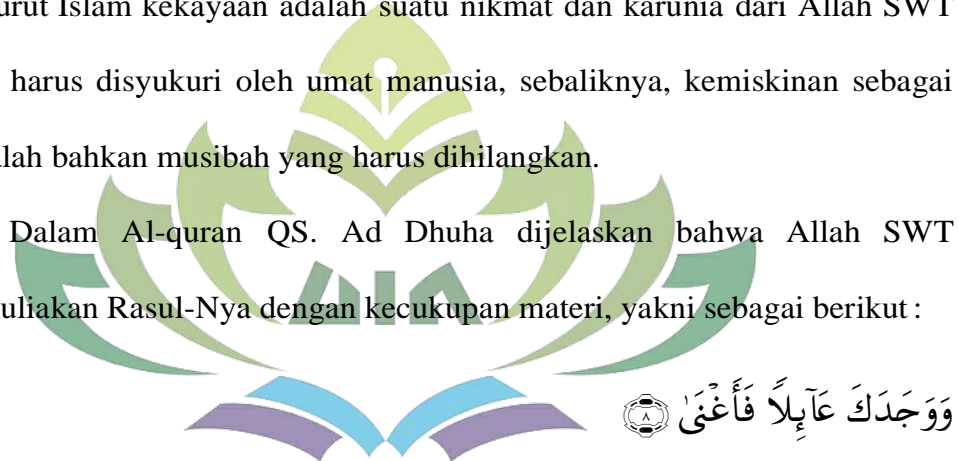 urut Islam kekayaan adalah suatu nikmat dan karunia dari Allah SWT
harus disyukuri oleh umat manusia, sebaliknya, kemiskinan sebagai
alah bahkan musibah yang harus dihilangkan.
Dalam Al-quran QS. Ad Dhuha dijelaskan bahwa Allah SWT
uliakan Rasul-Nya dengan kecukupan materi, yakni sebagai berikut :
UIN
وَوَجَدَكَ عَآئِلًا فَأَغْنَىٰ ۝٨